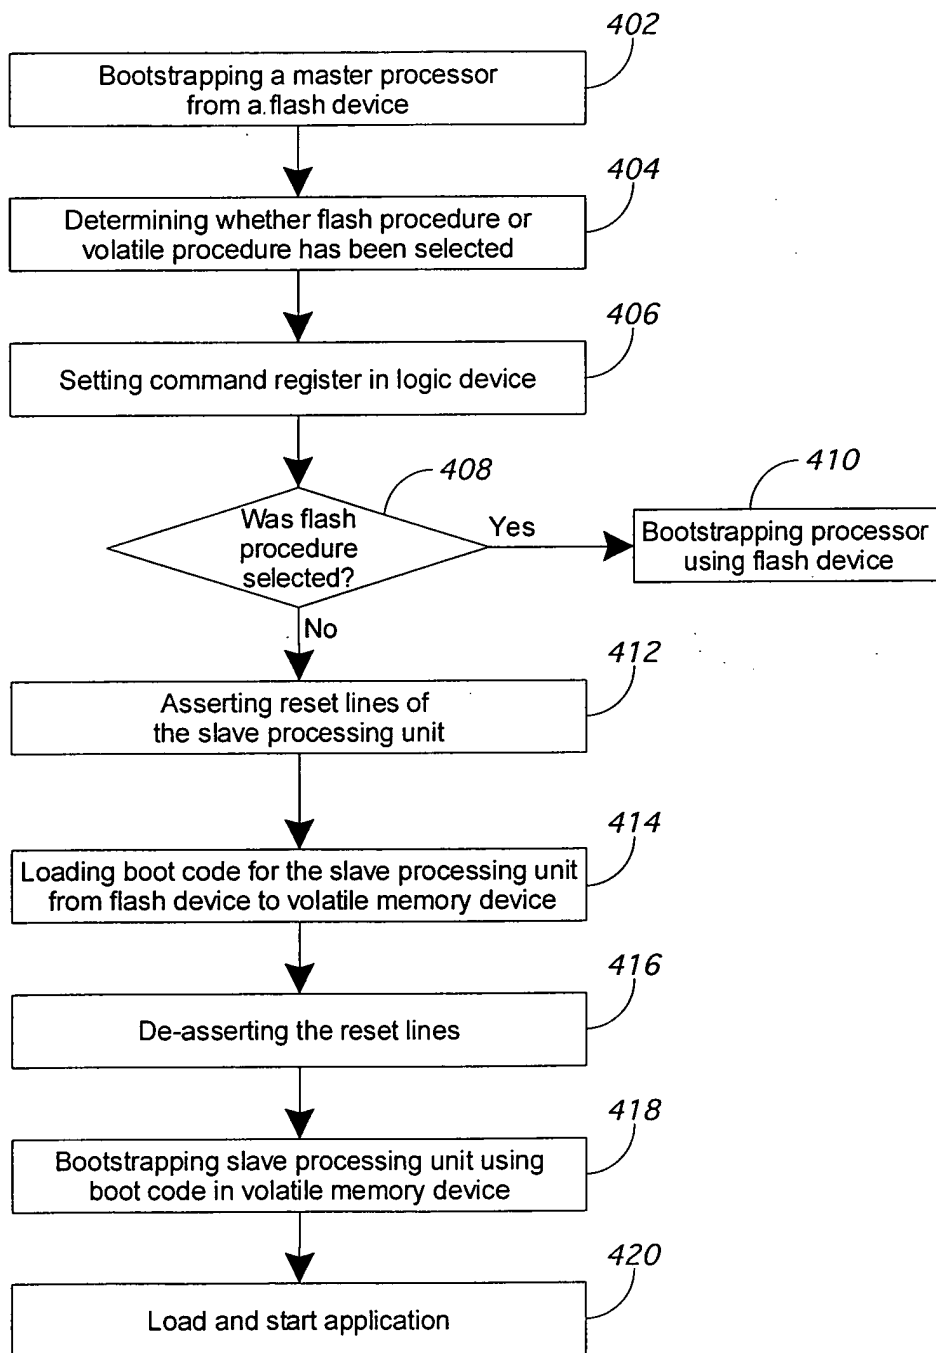 402
Bootstrapping a master processor
from a flash device
404
Determining whether flash procedure or
volatile procedure has been selected
406
Setting command register in logic device
408
Was flash
procedure
selected?
Yes
410
Bootstrapping processor
using flash device
No
412
Asserting reset lines of
the slave processing unit
414
Loading boot code for the slave processing unit
from flash device to volatile memory device
416
De-asserting the reset lines
418
Bootstrapping slave processing unit using
boot code in volatile memory device
420
Load and start application